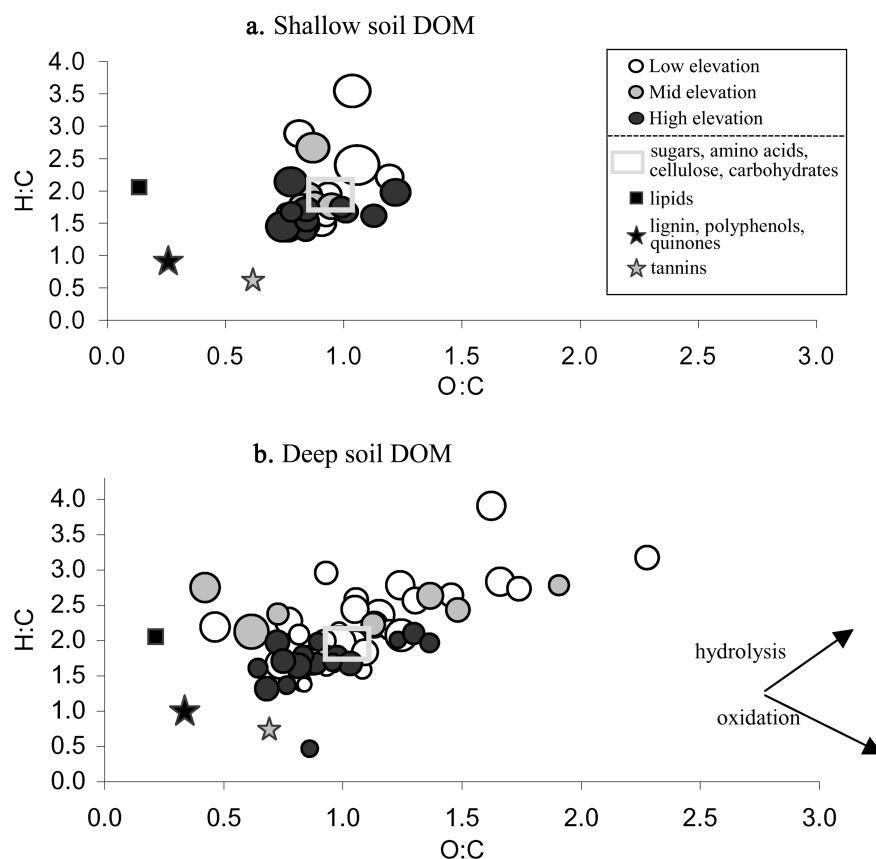 a. Shallow soil DOM
H:C
4.0
3.5
3.0
2.5
2.0
1.5
1.0
0.5
0.0
0.0 0.5 1.0 1.5 2.0 2.5 3.0
O:C
Low elevation
Mid elevation
High elevation
sugars, amino acids,
cellulose, carbohydrates
lipids
lignin, polyphenols,
quinones
tannins
b. Deep soil DOM
H:C
4.0
3.5
3.0
2.5
2.0
1.5
1.0
0.5
0.0
0.0 0.5 1.0 1.5 2.0 2.5 3.0
O:C
hydrolysis
oxidation